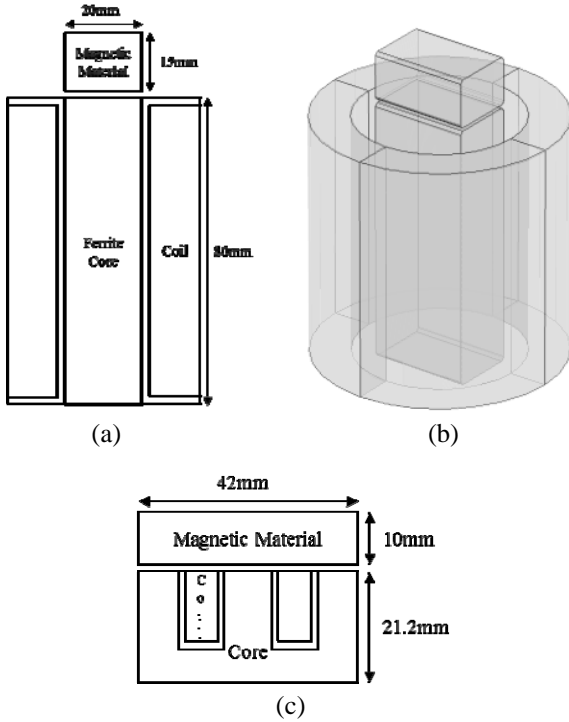 20mm
Magnetic
Material
15mm
Ferrite
Core
Coil
80mm
(a)
(b)
42mm
Magnetic Material
10mm
C
o
i
l
21.2mm
Core
(c)